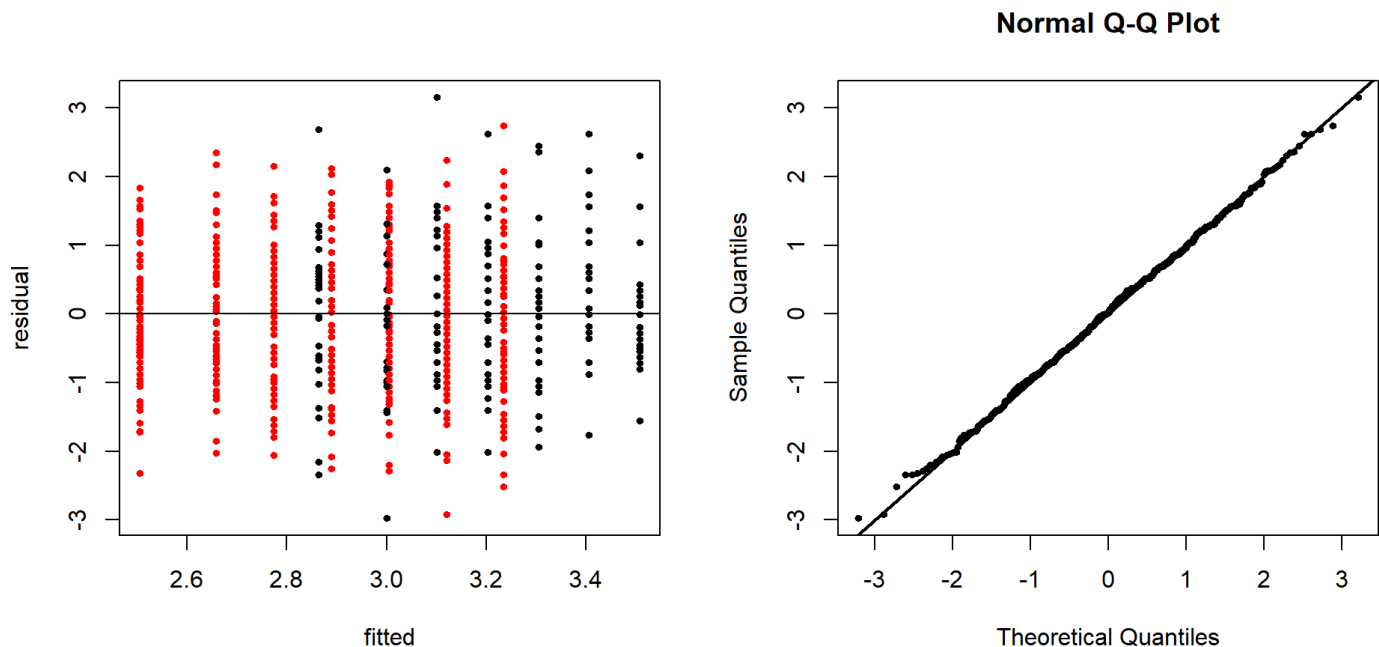 residual
3
2
1
0
-1
-2
-3
2.6 2.8 3.0 3.2 3.4
fitted
Normal Q-Q Plot
Sample Quantiles
3
2
1
0
-1
-2
-3
-3 -2 -1 0 1 2 3
Theoretical Quantiles